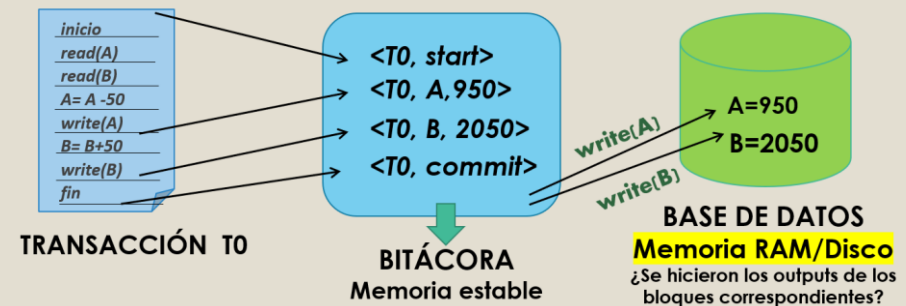 inicio
read(A)
read(B)
A= A -50
write(A)
B= B+50
write(B)
fin
TRANSACCIÓN T0
<T0, start>
<T0, A,950>
<T0, B, 2050>
<T0, commit>
BITÁCORA
Memoria estable
write(A)
write(B)
A=950
B=2050
BASE DE DATOS
Memoria RAM/Disco
¿Se hicieron los outputs de los
bloques correspondientes?